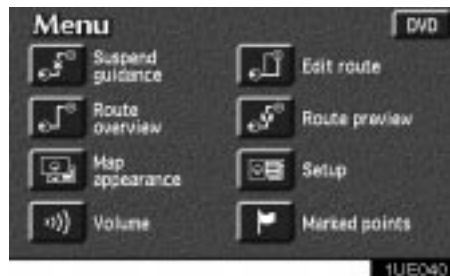 Menu
DVD
Suspend
guidance
Edit route
Route
overview
Route preview
Map
appearance
Setup
Volume
Marked points
1UE040